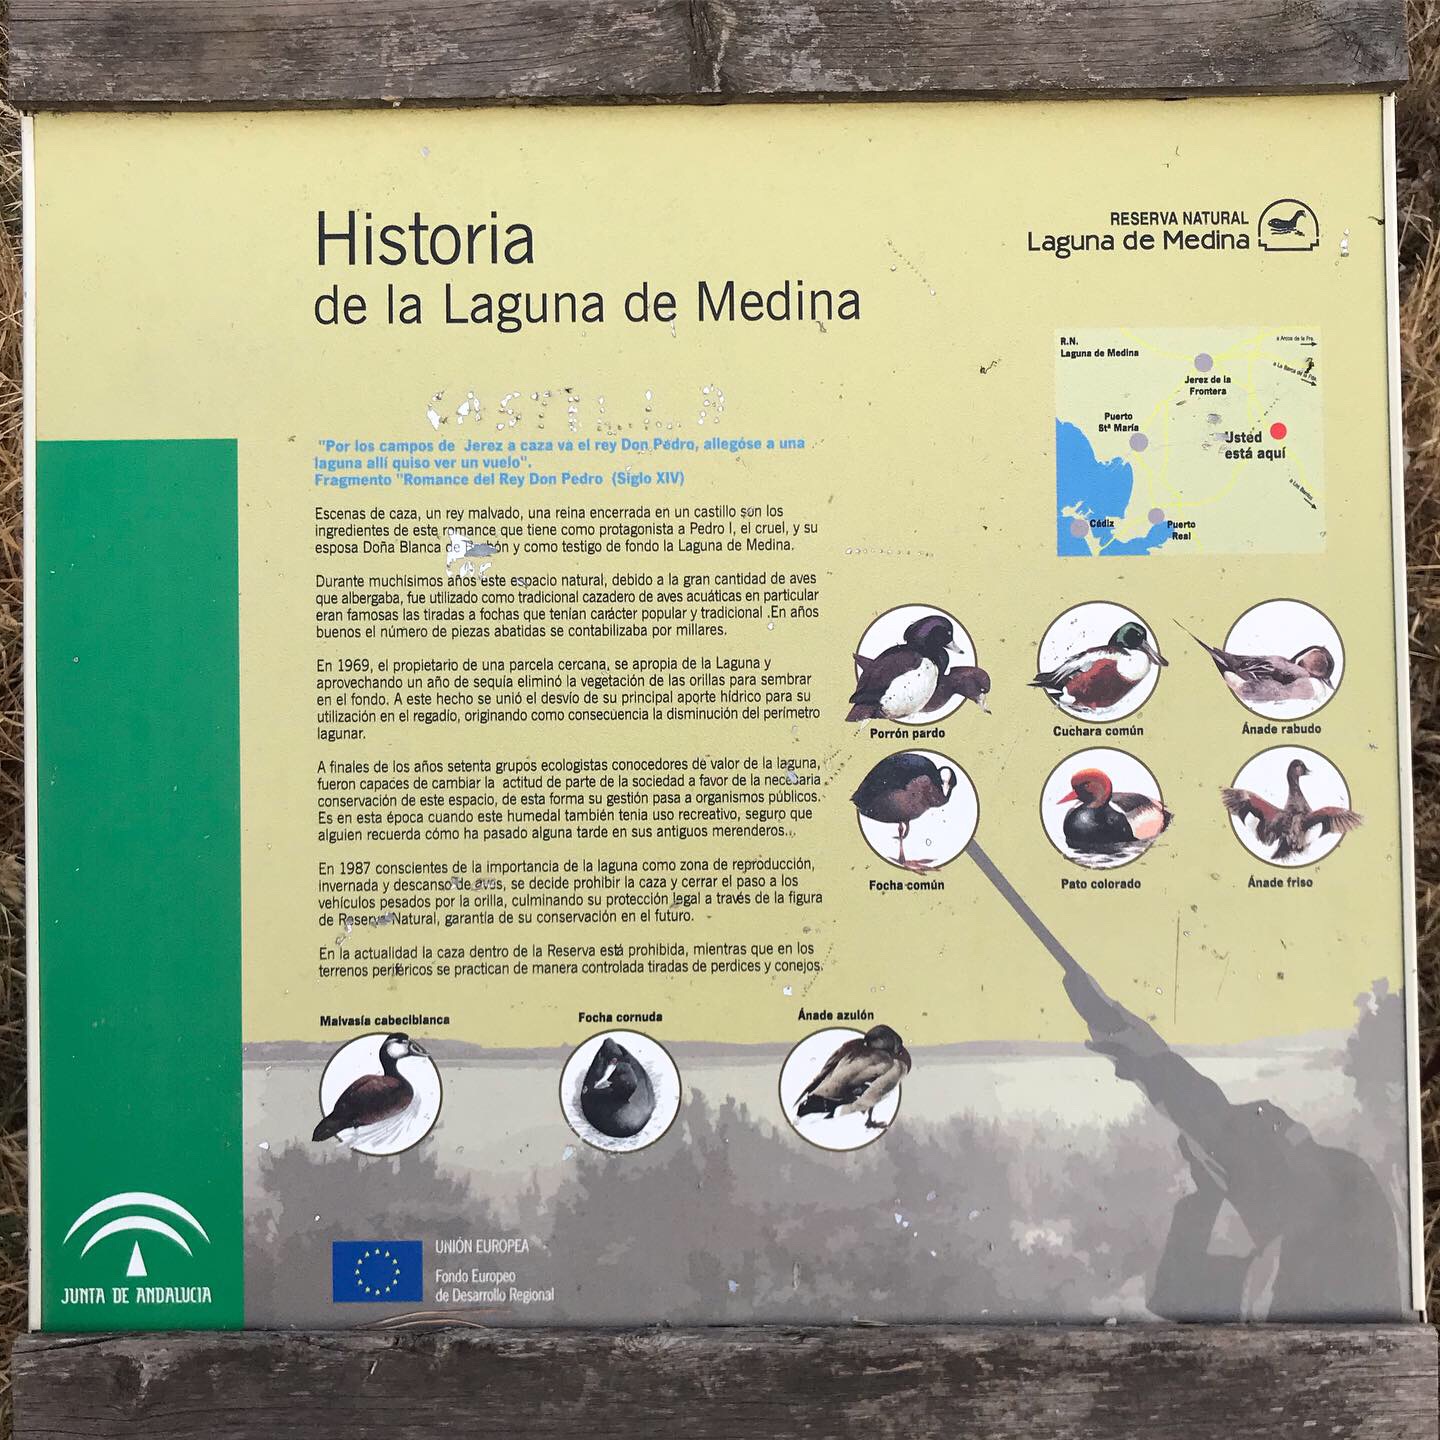 Historia
de la Laguna de Medina
RESERVA NATURAL
Laguna de Medina
CASTILLO
"Por los campos de Jerez a caza va el rey Don Pedro, allegóse a una
laguna allí quiso ver un vuelo".
Fragmento "Romance del Rey Don Pedro (Siglo XIV)
Escenas de caza, un rey malvado, una reina encerrada en un castillo son los
ingredientes de este romance que tiene como protagonista a Pedro I, el cruel, y su
esposa Doña Blanca de y como testigo de fondo la Laguna de Medina.
Durante muchísimos años este espacio natural, debido a la gran cantidad de aves
que albergaba, fue utilizado como tradicional cazadero de aves acuáticas en particular
eran famosas las tiradas a fochas que tenían carácter popular y tradicional .En años
buenos el número de piezas abatidas se contabilizaba por millares.
En 1969, el propietario de una parcela cercana, se apropia de la Laguna y
aprovechando un año de sequía eliminó la vegetación de las orillas para sembrar
en el fondo. A este hecho se unió el desvío de su principal aporte hídrico para su
utilización en el regadío, originando como consecuencia la disminución del perímetro
lagunar.
A finales de los años setenta grupos ecologistas conocedores de valor de la laguna,
fueron capaces de cambiar la actitud de parte de la sociedad a favor de la necesaria
conservación de este espacio, de esta forma su gestión pasa a organismos públicos.
Es en esta época cuando este humedal también tenia uso recreativo, seguro que
alguien recuerda cómo ha pasado alguna tarde en sus antiguos merenderos...
En 1987 conscientes de la importancia de la laguna como zona de reproducción,
invernada y descanso de aves, se decide prohibir la caza y cerrar el paso a los
vehículos pesados por la orilla, culminando su protección legal a través de la figura
de Reserva Natural, garantía de su conservación en el futuro.
En la actualidad la caza dentro de la Reserva está prohibida, mientras que en los
terrenos periféricos se practican de manera controlada tiradas de perdices y conejos.
R.N.
Laguna de Medina
a Arcos de la Fra.
a La Barca de la Fra.
Jerez de la
Frontera
Puerto
Stª María
Usted
está aquí
a Los Barrios
Cádiz
Puerto
Real
Porrón pardo
Cuchara común
Ánade rabudo
Focha común
Pato colorado
Ánade friso
Malvasía cabeciblanca
Focha cornuda
Ánade azulón
JUNTA DE ANDALUCIA
UNIÓN EUROPEA
Fondo Europeo
de Desarrollo Regional